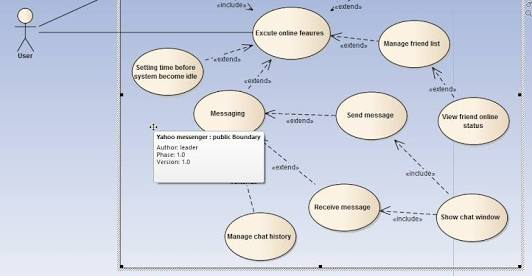 «include»
«extend»
Excute online feaures
«extend»
Manage friend list
User
Setting time before
system become idle
«extend»
«extend»
«extend»
Messaging
«extend»
Send message
View friend online
status
Yahoo messenger : public Boundary
Author: leader
Phase: 1.0
Version: 1.0
«extend»
«include»
Receive message
«include»
Show chat window
Manage chat history